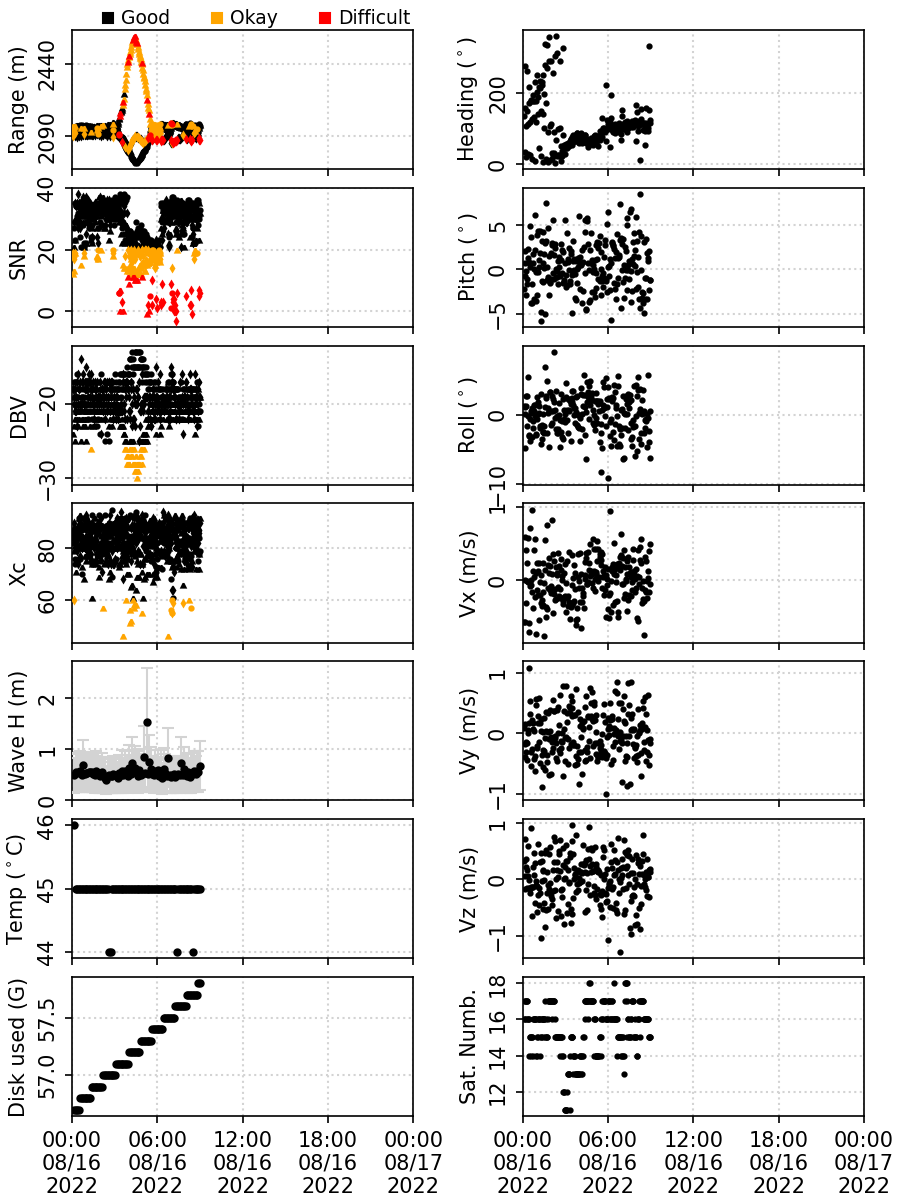 Good Okay Difficult
Range (m)
2440
2090
Heading (°)
200
0
SNR
40
20
0
Pitch (°)
5
0
−5
DBV
−20
−30
Roll (°)
0
−10
Xc
80
60
Vx (m/s)
1
0
Wave H (m)
2
1
0
Vy (m/s)
1
0
−1
Temp (°C)
46
45
44
Vz (m/s)
1
0
−1
Disk used (G)
57.5
57.0
Sat. Numb.
18
16
14
12
00:00 06:00 12:00 18:00 00:00
08/16 08/16 08/16 08/16 08/17
2022 2022 2022 2022 2022
00:00 06:00 12:00 18:00 00:00
08/16 08/16 08/16 08/16 08/17
2022 2022 2022 2022 2022